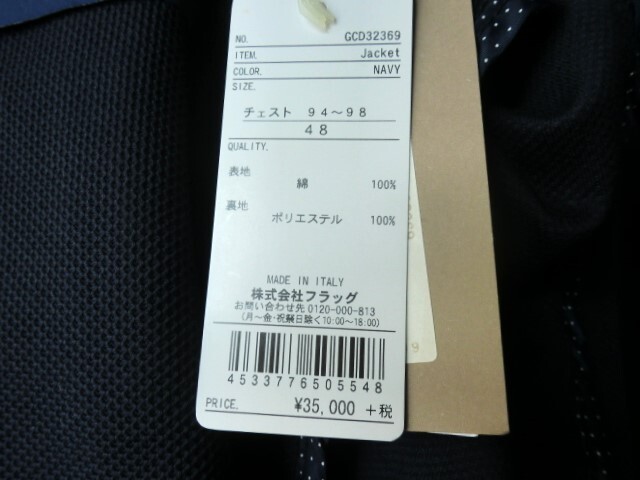 NO. GCD32369
ITEM. Jacket
COLOR. NAVY
SIZE.
チェスト 94～98
48
QUALITY.
表地
綿 100%
裏地
ポリエステル 100%
MADE IN ITALY
株式会社フラッグ
お問い合わせ先 0120-000-813
(月～金・祝祭日除く10:00～18:00)
4533776505548
PRICE. ¥35,000 +税